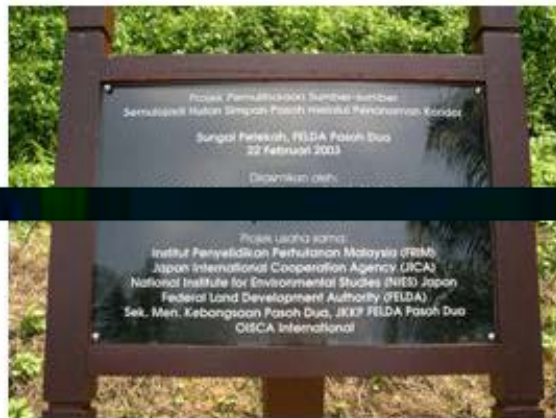 Projek Pemuliharaan Sumber-sumber
Semulajadi Hutan Simpan Pasoh melalui Penanaman Koridor
Sungai Petekah, FELDA Pasoh Dua
22 Februari 2003
Dirasmikan oleh:
Projek usaha sama:
Institut Penyelidikan Perhutanan Malaysia (FRIM)
Japan International Cooperation Agency (JICA)
National Institute for Environmental Studies (NIES) Japan
Federal Land Development Authority (FELDA)
Sek. Men. Kebangsaan Pasoh Dua, JKKP FELDA Pasoh Dua
OISCA International